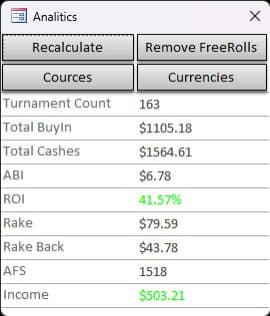 Analitics
Recalculate Remove FreeRolls
Cources Currencies
Turnament Count 163
Total BuyIn $1105.18
Total Cashes $1564.61
ABI $6.78
ROI 41.57%
Rake $79.59
Rake Back $43.78
AFS 1518
Income $503.21